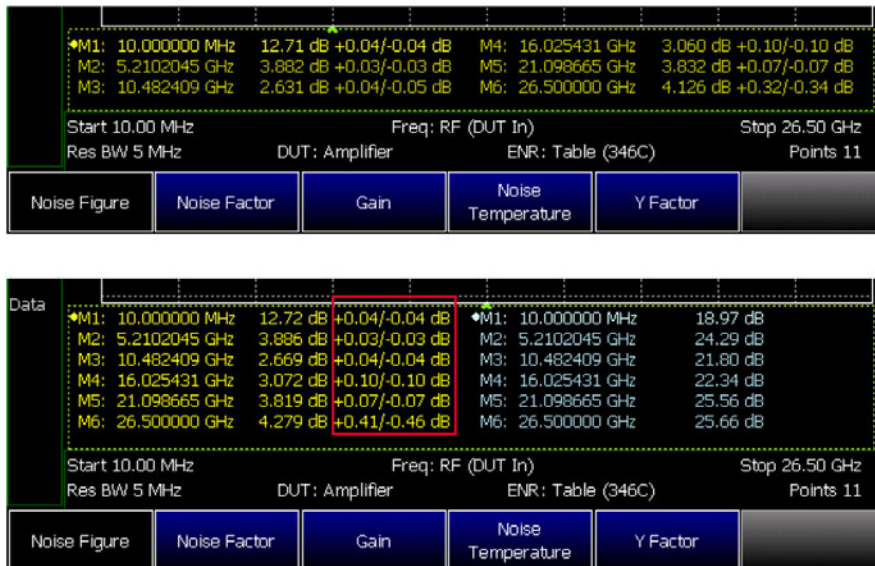 M1: 10.000000 MHz 12.71 dB +0.04/-0.04 dB M4: 16.025431 GHz 3.060 dB +0.10/-0.10 dB
M2: 5.2102045 GHz 3.882 dB +0.03/-0.03 dB M5: 21.098665 GHz 3.832 dB +0.07/-0.07 dB
M3: 10.482409 GHz 2.631 dB +0.04/-0.05 dB M6: 26.500000 GHz 4.126 dB +0.32/-0.34 dB
Start 10.00 MHz Freq: RF (DUT In) Stop 26.50 GHz
Res BW 5 MHz DUT: Amplifier ENR: Table (346C) Points 11
Noise Figure Noise Factor Gain Noise Temperature Y Factor
Data
M1: 10.000000 MHz 12.72 dB +0.04/-0.04 dB M1: 10.000000 MHz 18.97 dB
M2: 5.2102045 GHz 3.886 dB +0.03/-0.03 dB M2: 5.2102045 GHz 24.29 dB
M3: 10.482409 GHz 2.669 dB +0.04/-0.04 dB M3: 10.482409 GHz 21.80 dB
M4: 16.025431 GHz 3.072 dB +0.10/-0.10 dB M4: 16.025431 GHz 22.34 dB
M5: 21.098665 GHz 3.819 dB +0.07/-0.07 dB M5: 21.098665 GHz 25.56 dB
M6: 26.500000 GHz 4.279 dB +0.41/-0.46 dB M6: 26.500000 GHz 25.66 dB
Start 10.00 MHz Freq: RF (DUT In) Stop 26.50 GHz
Res BW 5 MHz DUT: Amplifier ENR: Table (346C) Points 11
Noise Figure Noise Factor Gain Noise Temperature Y Factor